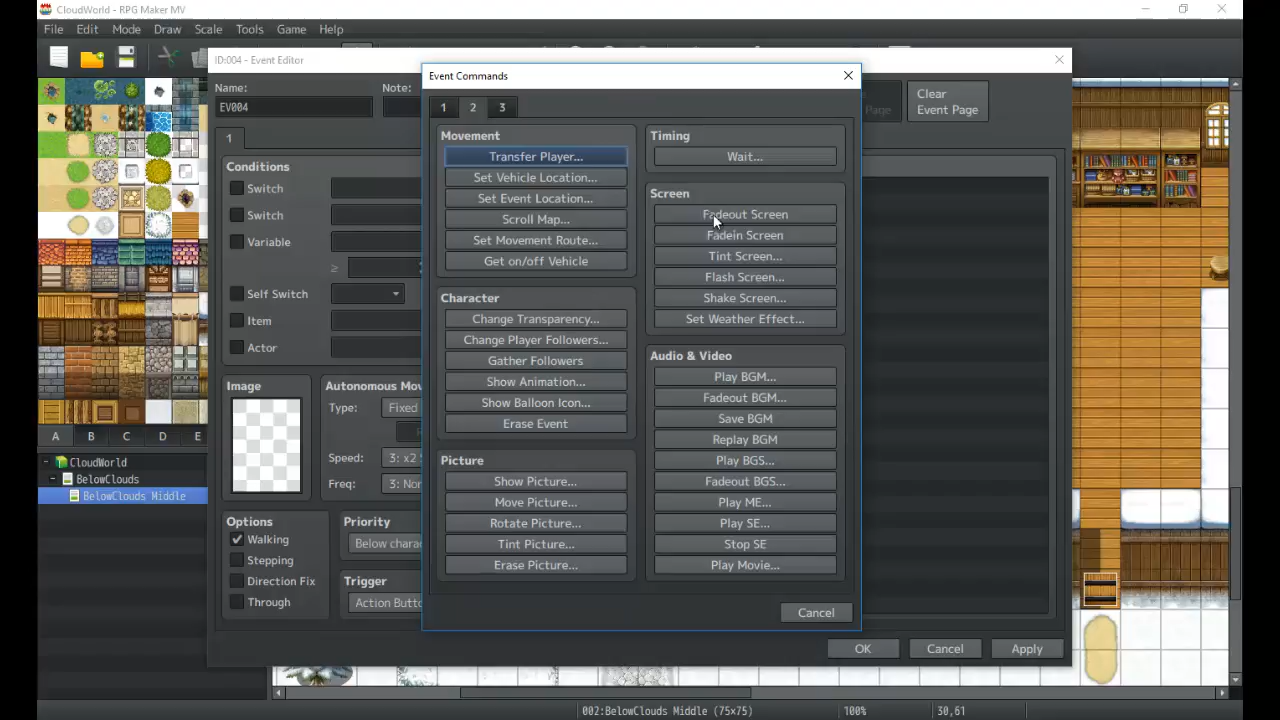 CloudWorld - RPG Maker MV
File Edit Mode Draw Scale Tools Game Help
ID:004 - Event Editor
Name:
Note:
EV004
Page
Clear
Event Page
1
Conditions
Switch
Switch
Variable
≥
Self Switch
Item
Actor
Image
Autonomous Mov
Type: Fixed
Speed: 3: x2
Freq: 3: Nor
Options
Walking
Stepping
Direction Fix
Through
Priority
Below chara
Trigger
Action Butto
OK Cancel Apply
Event Commands
1 2 3
Movement
Transfer Player...
Set Vehicle Location...
Set Event Location...
Scroll Map...
Set Movement Route...
Get on/off Vehicle
Character
Change Transparency...
Change Player Followers...
Gather Followers
Show Animation...
Show Balloon Icon...
Erase Event
Picture
Show Picture...
Move Picture...
Rotate Picture...
Tint Picture...
Erase Picture...
Timing
Wait...
Screen
Fadeout Screen
Fadein Screen
Tint Screen...
Flash Screen...
Shake Screen...
Set Weather Effect...
Audio & Video
Play BGM...
Fadeout BGM...
Save BGM
Replay BGM
Play BGS...
Fadeout BGS...
Play ME...
Play SE...
Stop SE
Play Movie...
Cancel
A B C D E
CloudWorld
BelowClouds
BelowClouds Middle
002:BelowClouds Middle (75x75) 100% 30,61